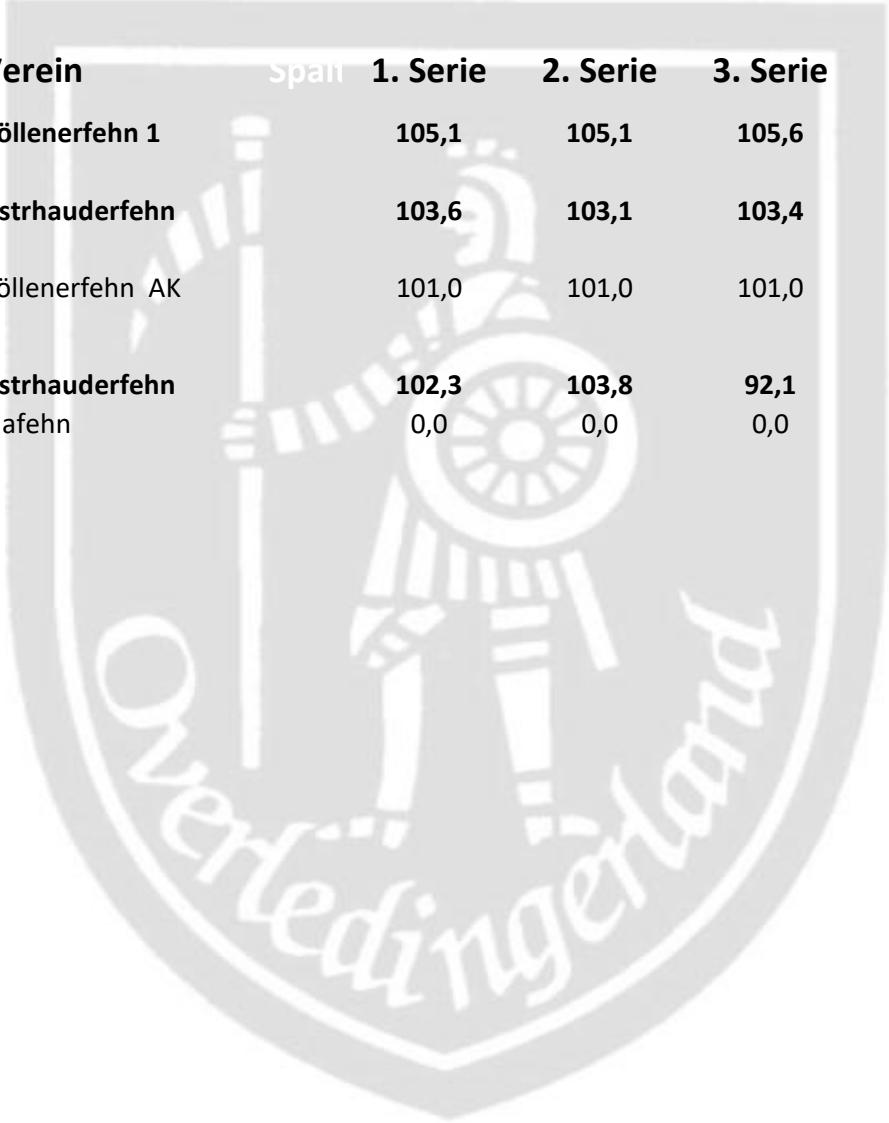 Verein Spalt 1. Serie 2. Serie 3. Serie
öllenerfehn 1 105,1 105,1 105,6
strhauderfehn 103,6 103,1 103,4
öllenerfehn AK 101,0 101,0 101,0
strhauderfehn 102,3 103,8 92,1
afehn 0,0 0,0 0,0
Overledingerland